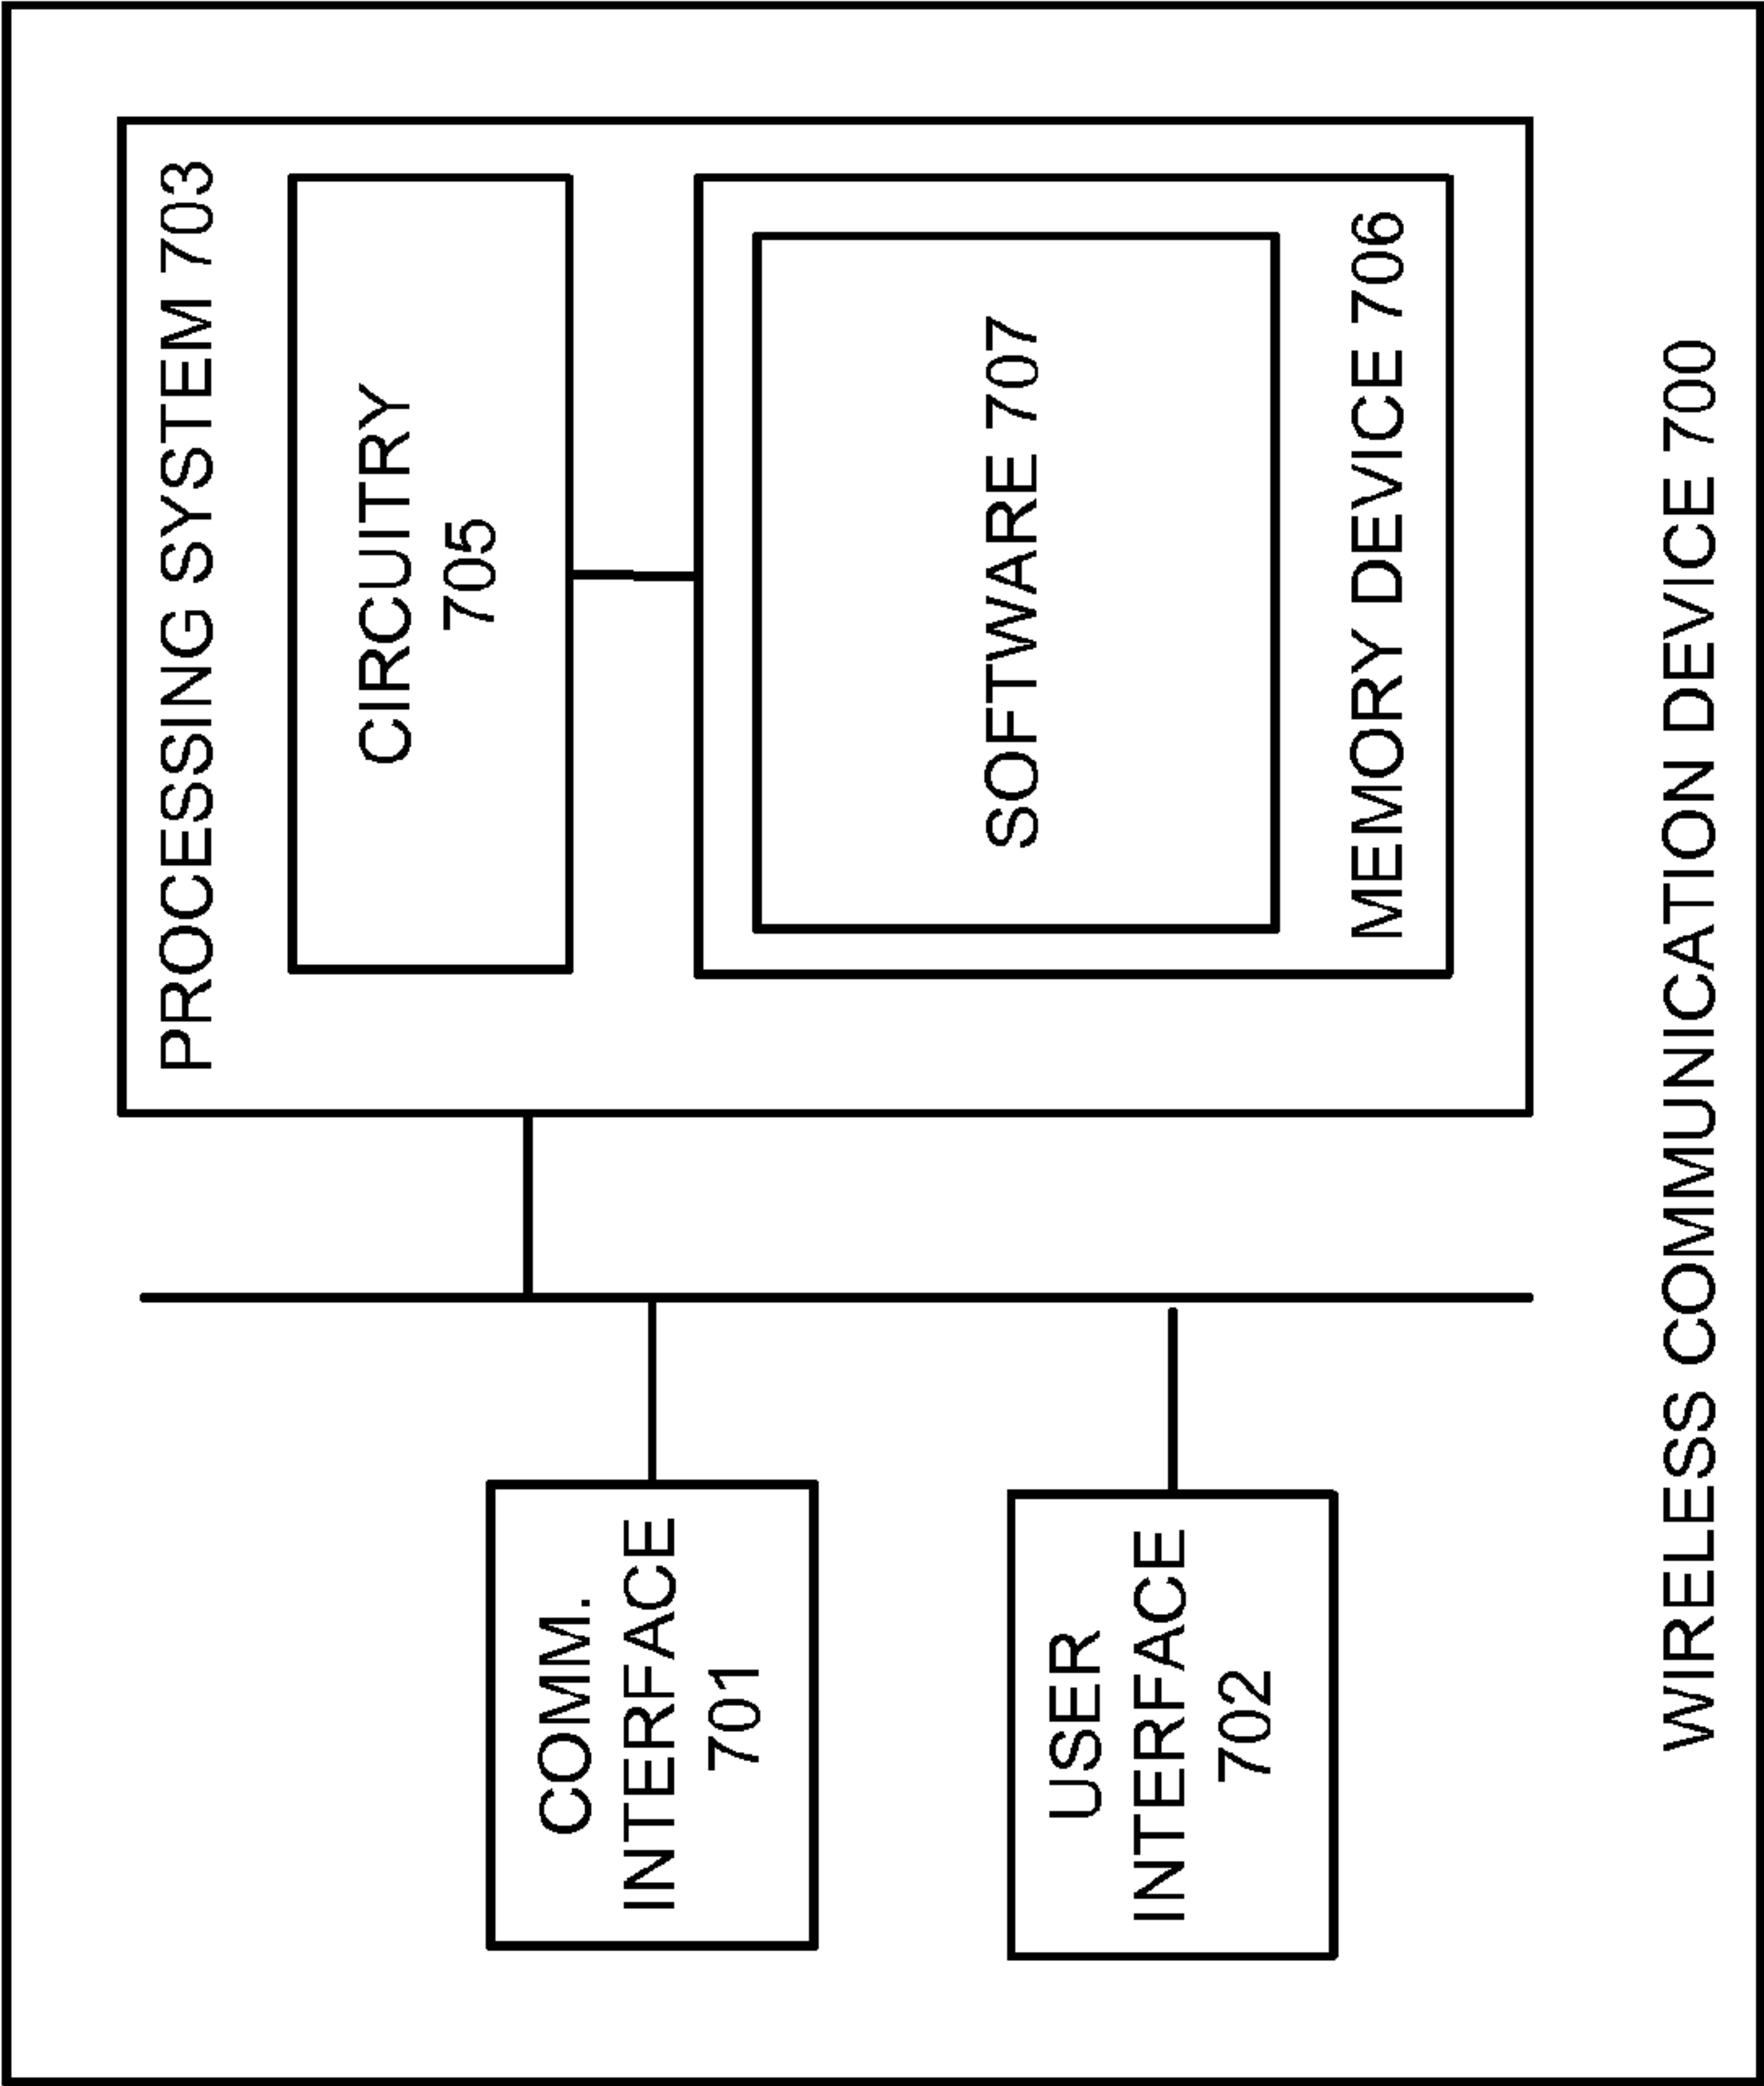 PROCESSING SYSTEM 703
CIRCUITRY
705
SOFTWARE 707
MEMORY DEVICE 706
COMM.
INTERFACE
701
USER
INTERFACE
702
WIRELESS COMMUNICATION DEVICE 700